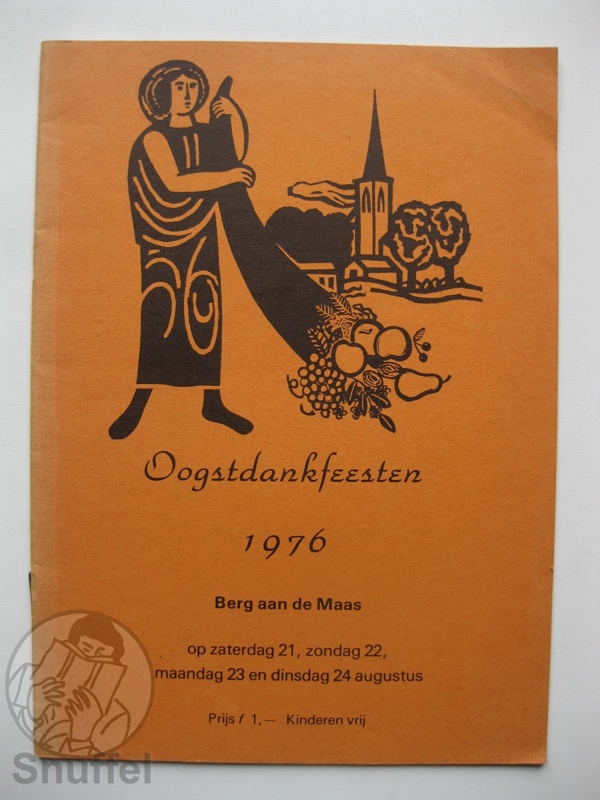 Oogstdankfeesten
1976
Berg aan de Maas
op zaterdag 21, zondag 22,
maandag 23 en dinsdag 24 augustus
Prijs f 1,— Kinderen vrij
Snuffel